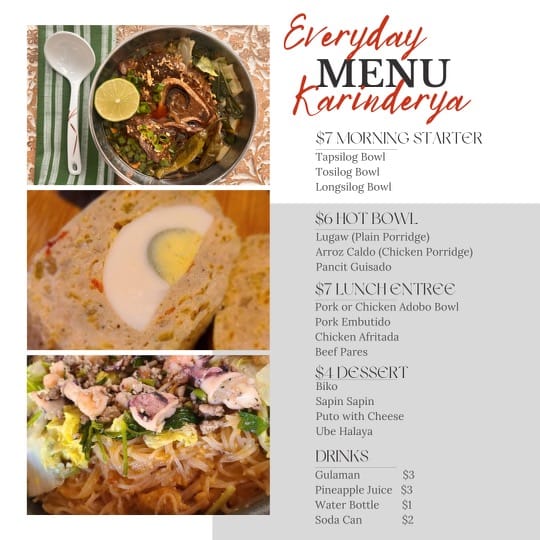 Everyday
MENU
Karinderya
$7 MORNING STARTER
Tapsilog Bowl
Tosilog Bowl
Longsilog Bowl
$6 HOT BOWL
Lugaw (Plain Porridge)
Arroz Caldo (Chicken Porridge)
Pancit Guisado
$7 LUNCH ENTREE
Pork or Chicken Adobo Bowl
Pork Embutido
Chicken Afritada
Beef Pares
$4 DESSERT
Biko
Sapin Sapin
Puto with Cheese
Ube Halaya
DRINKS
Gulaman $3
Pineapple Juice $3
Water Bottle $1
Soda Can $2